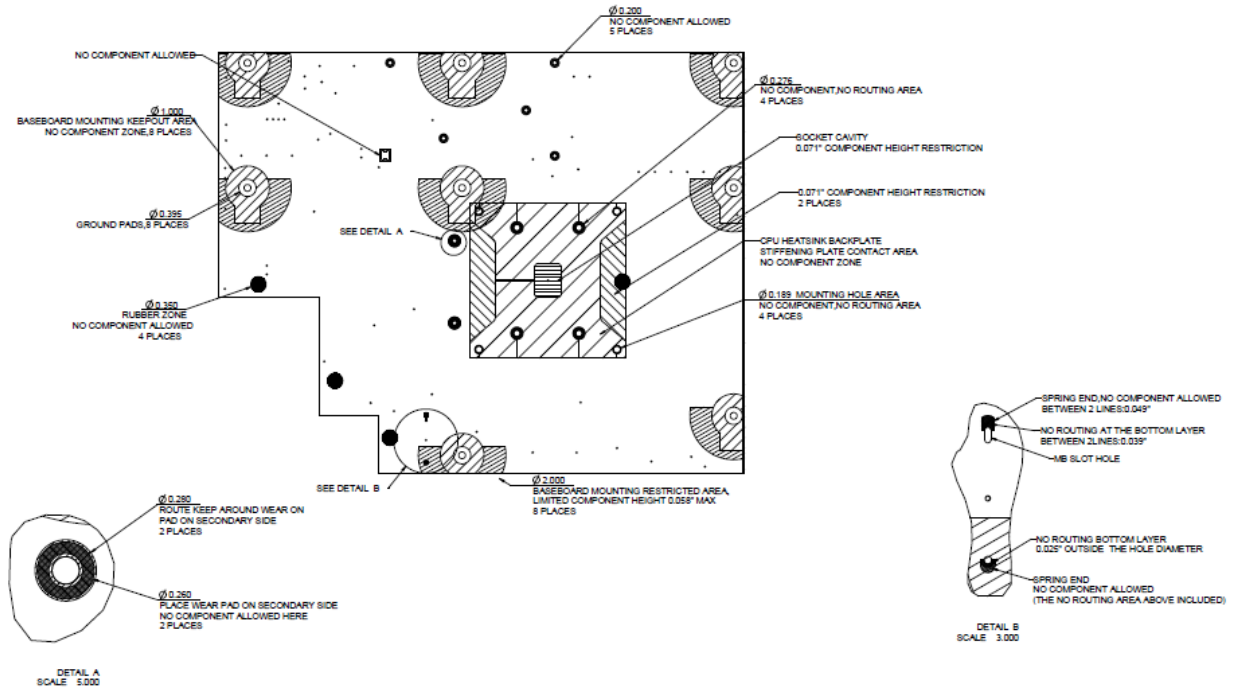 Ø 0.200
NO COMPONENT ALLOWED
5 PLACES
NO COMPONENT ALLOWED
Ø 0.276
NO COMPONENT,NO ROUTING AREA
4 PLACES
Ø 1.000
BASEBOARD MOUNTING KEEPOUT AREA
NO COMPONENT ZONE,8 PLACES
SOCKET CAVITY
0.071" COMPONENT HEIGHT RESTRICTION
0.071" COMPONENT HEIGHT RESTRICTION
2 PLACES
Ø 0.395
GROUND PADS,8 PLACES
SEE DETAIL A
CPU HEATSINK BACKPLATE
STIFFENING PLATE CONTACT AREA
NO COMPONENT ZONE
Ø 0.350
RUBBER ZONE
NO COMPONENT ALLOWED
4 PLACES
Ø 0.189 MOUNTING HOLE AREA
NO COMPONENT,NO ROUTING AREA
4 PLACES
SPRING END,NO COMPONENT ALLOWED
BETWEEN 2 LINES:0.049"
NO ROUTING AT THE BOTTOM LAYER
BETWEEN 2LINES:0.039"
MB SLOT HOLE
SEE DETAIL B
Ø 2.000
BASEBOARD MOUNTING RESTRICTED AREA,
LIMITED COMPONENT HEIGHT 0.058" MAX
8 PLACES
Ø 0.280
ROUTE KEEP AROUND WEAR ON
PAD ON SECONDARY SIDE
2 PLACES
Ø 0.260
PLACE WEAR PAD ON SECONDARY SIDE
NO COMPONENT ALLOWED HERE
2 PLACES
NO ROUTING BOTTOM LAYER
0.025" OUTSIDE THE HOLE DIAMETER
SPRING END
NO COMPONENT ALLOWED
(THE NO ROUTING AREA ABOVE INCLUDED)
DETAIL B
SCALE 3.000
DETAIL A
SCALE 5.000